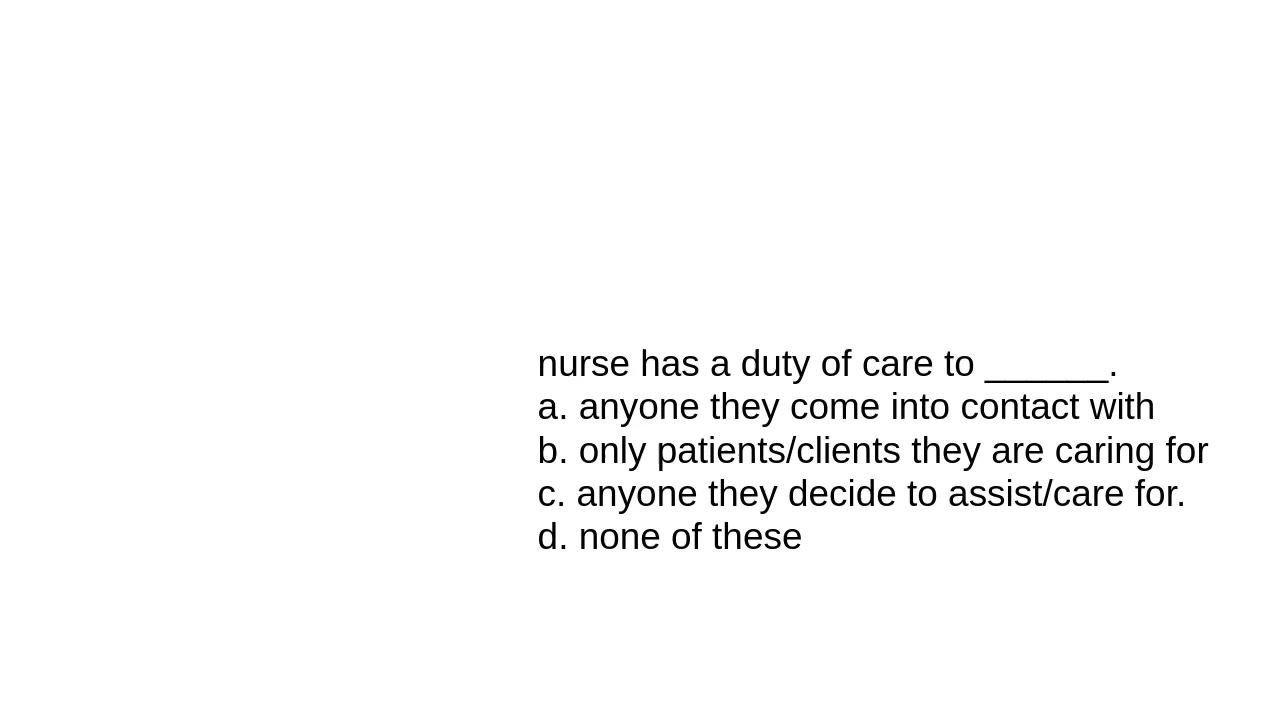 nurse has a duty of care to ______.
a. anyone they come into contact with
b. only patients/clients they are caring for
c. anyone they decide to assist/care for.
d. none of these